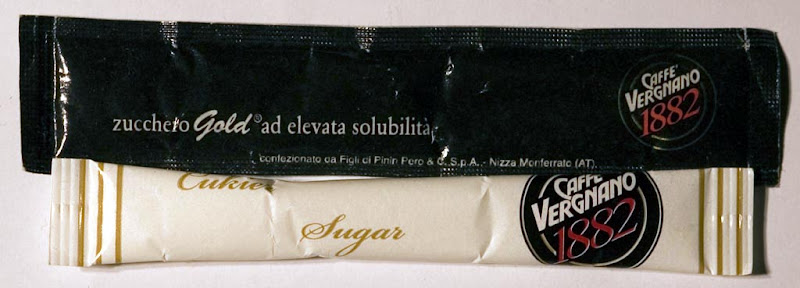 CAFFE'
VERGNANO
1882
zucchero Gold® ad elevata solubilità
confezionato da Figli di Pinin Pero & C. S.p.A. - Nizza Monferrato (AT)
Cukier
Sugar
CAFFE'
VERGNANO
1882